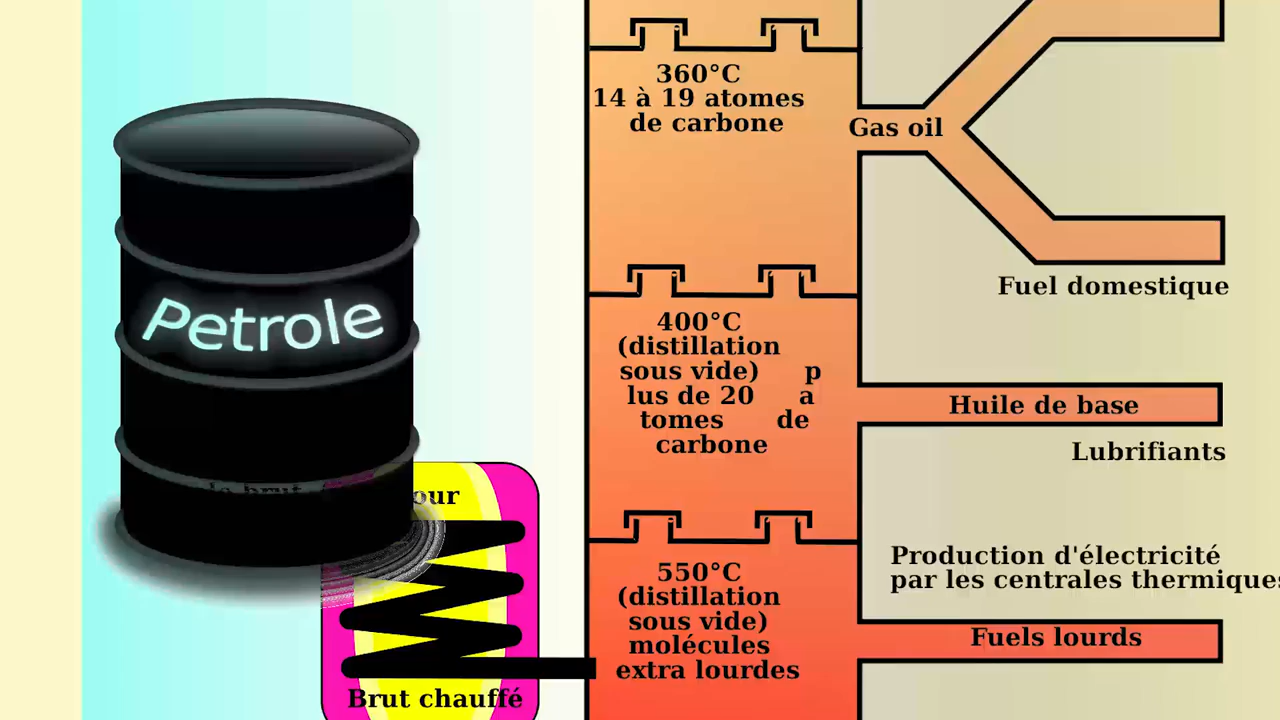 360°C
14 à 19 atomes
de carbone
Gas oil
Petrole
Fuel domestique
400°C
(distillation
sous vide) p
lus de 20 a
tomes de
carbone
Huile de base
Lubrifiants
Production d'électricité
par les centrales thermiques
550°C
(distillation
sous vide)
molécules
extra lourdes
Fuels lourds
Brut chauffé